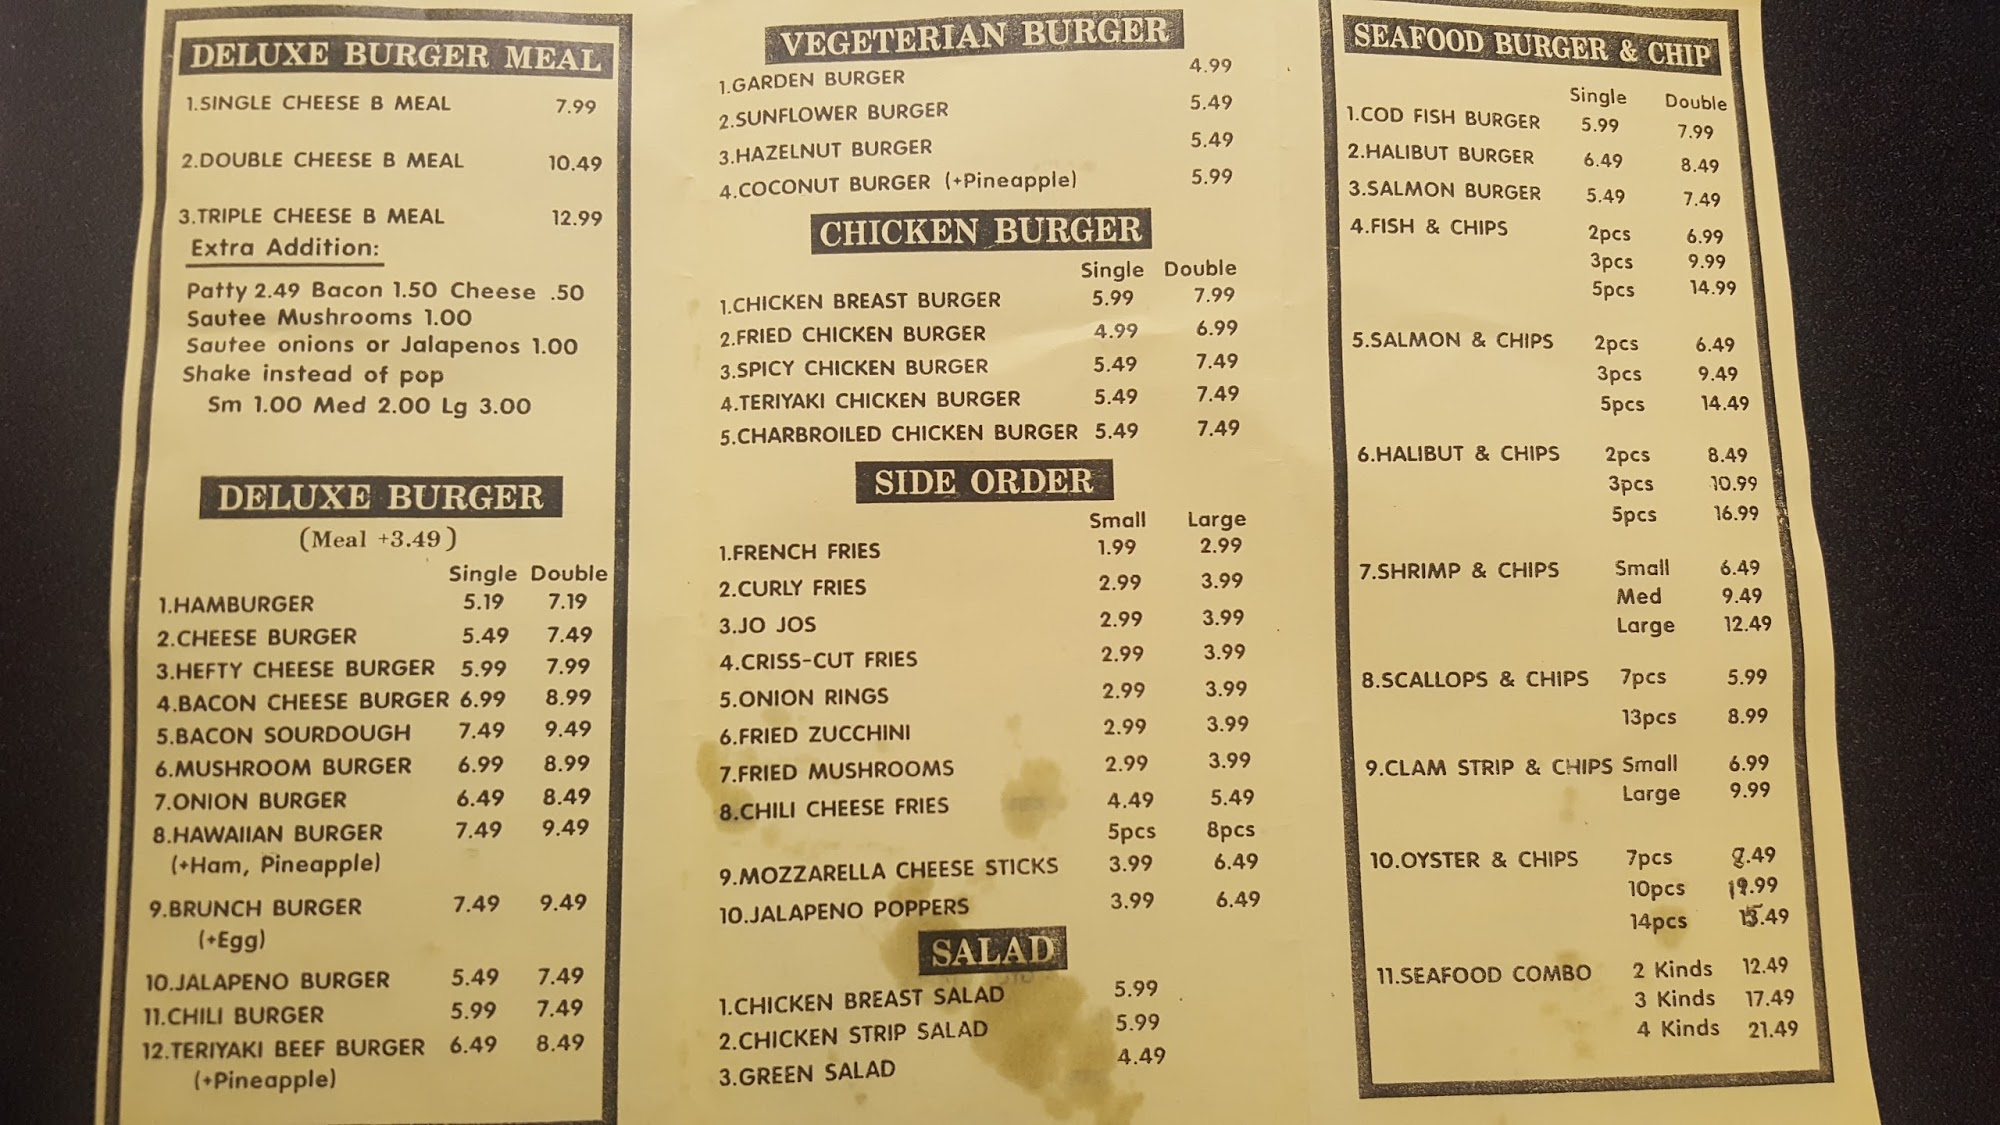 DELUXE BURGER MEAL
1.SINGLE CHEESE B MEAL 7.99
2.DOUBLE CHEESE B MEAL 10.49
3.TRIPLE CHEESE B MEAL 12.99
Extra Addition:
Patty 2.49 Bacon 1.50 Cheese .50
Sautee Mushrooms 1.00
Sautee onions or Jalapenos 1.00
Shake instead of pop
Sm 1.00 Med 2.00 Lg 3.00
DELUXE BURGER
(Meal +3.49)
Single Double
1.HAMBURGER 5.19 7.19
2.CHEESE BURGER 5.49 7.49
3.HEFTY CHEESE BURGER 5.99 7.99
4.BACON CHEESE BURGER 6.99 8.99
5.BACON SOURDOUGH 7.49 9.49
6.MUSHROOM BURGER 6.99 8.99
7.ONION BURGER 6.49 8.49
8.HAWAIIAN BURGER 7.49 9.49
(+Ham, Pineapple)
9.BRUNCH BURGER 7.49 9.49
(+Egg)
10.JALAPENO BURGER 5.49 7.49
11.CHILI BURGER 5.99 7.49
12.TERIYAKI BEEF BURGER 6.49 8.49
(+Pineapple)
VEGETERIAN BURGER
1.GARDEN BURGER 4.99
2.SUNFLOWER BURGER 5.49
3.HAZELNUT BURGER 5.49
4.COCONUT BURGER (+Pineapple) 5.99
CHICKEN BURGER
Single Double
1.CHICKEN BREAST BURGER 5.99 7.99
2.FRIED CHICKEN BURGER 4.99 6.99
3.SPICY CHICKEN BURGER 5.49 7.49
4.TERIYAKI CHICKEN BURGER 5.49 7.49
5.CHARBROILED CHICKEN BURGER 5.49 7.49
SIDE ORDER
Small Large
1.FRENCH FRIES 1.99 2.99
2.CURLY FRIES 2.99 3.99
3.JO JOS 2.99 3.99
4.CRISS-CUT FRIES 2.99 3.99
5.ONION RINGS 2.99 3.99
6.FRIED ZUCCHINI 2.99 3.99
7.FRIED MUSHROOMS 2.99 3.99
8.CHILI CHEESE FRIES 4.49 5.49
5pcs 8pcs
9.MOZZARELLA CHEESE STICKS 3.99 6.49
10.JALAPENO POPPERS 3.99 6.49
SALAD
1.CHICKEN BREAST SALAD 5.99
2.CHICKEN STRIP SALAD 5.99
3.GREEN SALAD 4.49
SEAFOOD BURGER & CHIP
Single Double
1.COD FISH BURGER 5.99 7.99
2.HALIBUT BURGER 6.49 8.49
3.SALMON BURGER 5.49 7.49
4.FISH & CHIPS 2pcs 6.99
3pcs 9.99
5pcs 14.99
5.SALMON & CHIPS 2pcs 6.49
3pcs 9.49
5pcs 14.49
6.HALIBUT & CHIPS 2pcs 8.49
3pcs 10.99
5pcs 16.99
7.SHRIMP & CHIPS Small 6.49
Med 9.49
Large 12.49
8.SCALLOPS & CHIPS 7pcs 5.99
13pcs 8.99
9.CLAM STRIP & CHIPS Small 6.99
Large 9.99
10.OYSTER & CHIPS 7pcs
10pcs
14pcs
11.SEAFOOD COMBO 2 Kinds 12.49
3 Kinds 17.49
4 Kinds 21.49